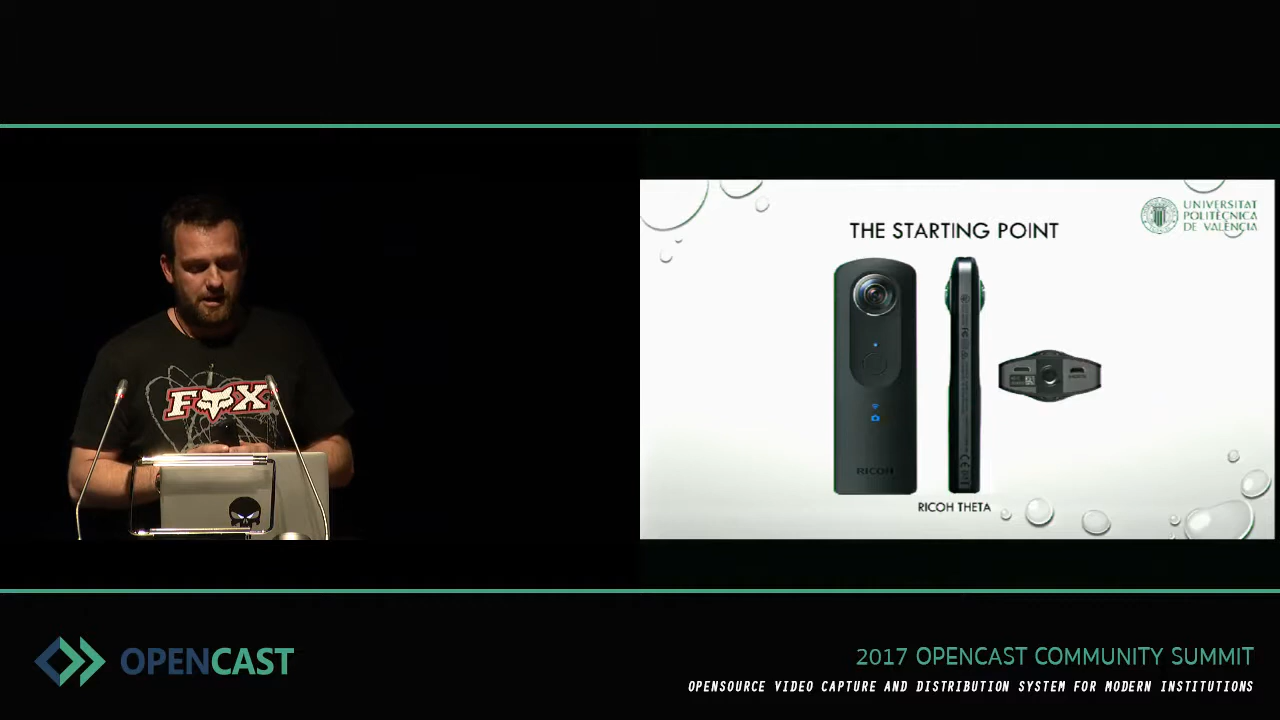 FOX
THE STARTING POINT
UNIVERSITAT
POLITÈCNICA
DE VALÈNCIA
RICOH
RICOH THETA
OPENCAST
2017 OPENCAST COMMUNITY SUMMIT
OPENSOURCE VIDEO CAPTURE AND DISTRIBUTION SYSTEM FOR MODERN INSTITUTIONS